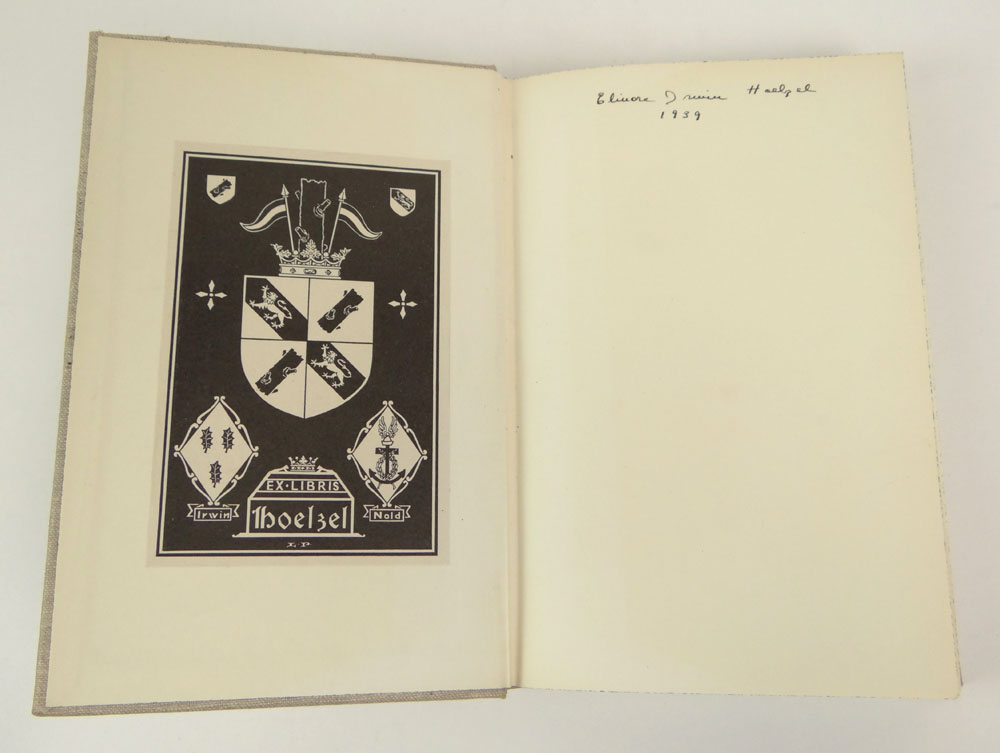 EX·LIBRIS
Hoelzel
Irwin
Nold
Elinore Irwin Hoelzel
1939